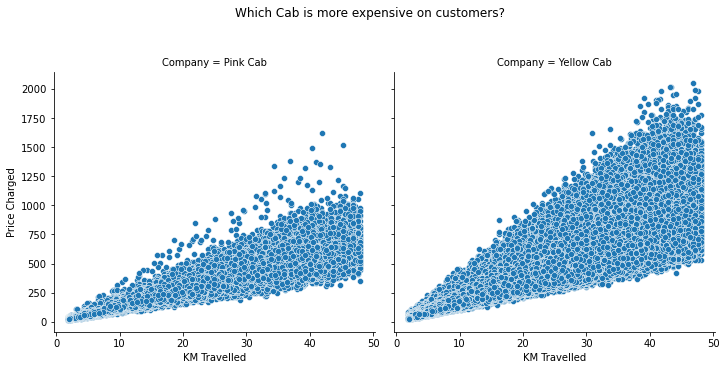 Which Cab is more expensive on customers?
Company = Pink Cab
Company = Yellow Cab
Price Charged
2000
1750
1500
1250
1000
750
500
250
0
0 10 20 30 40 50
0 10 20 30 40 50
KM Travelled
KM Travelled